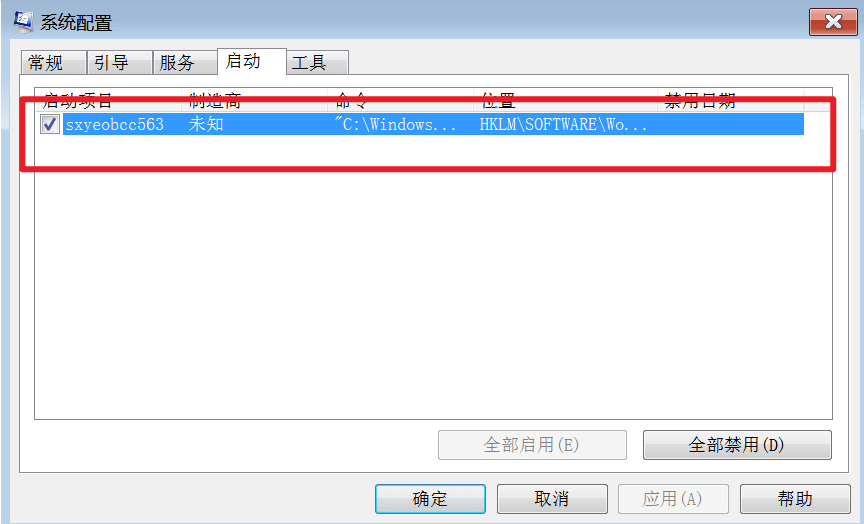 系统配置
常规 引导 服务 启动 工具
启动项目 制造商 命令 位置 禁用日期
sxyeobcc563 未知 "C:\Windows... HKLM\SOFTWARE\Wo...
全部启用(E) 全部禁用(D)
确定 取消 应用(A) 帮助